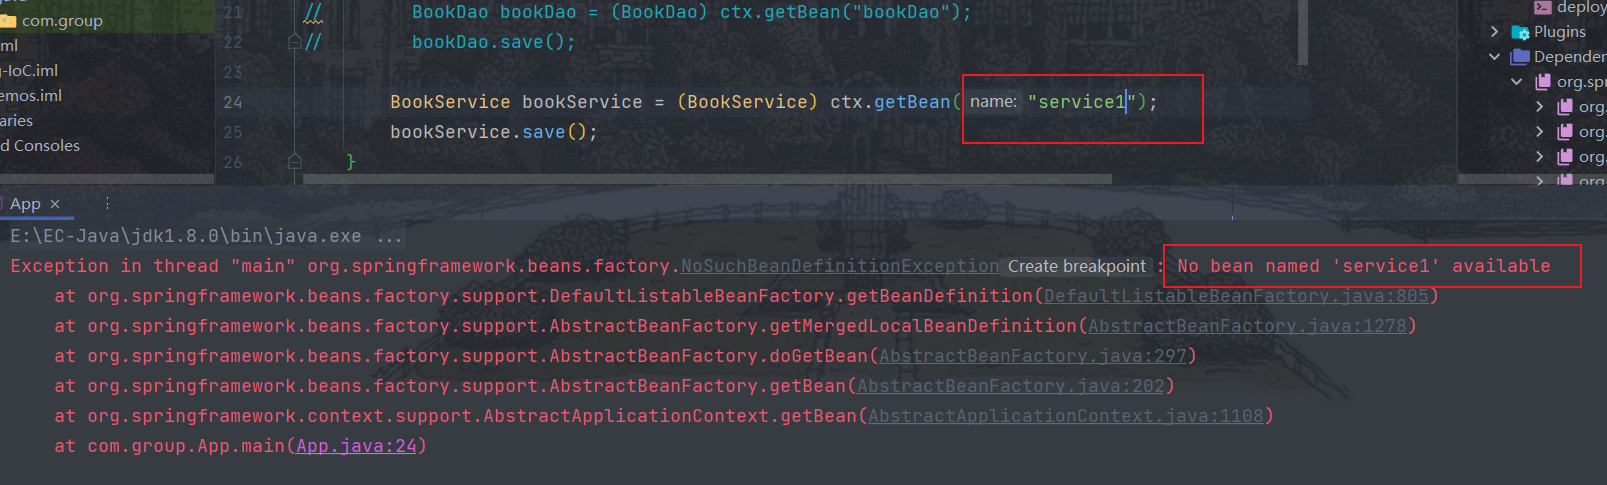 21 // BookDao bookDao = (BookDao) ctx.getBean("bookDao");
22 // bookDao.save();
23
24 BookService bookService = (BookService) ctx.getBean( name: "service1");
25 bookService.save();
26 }
com.group
ml
g-IoC.iml
emos.iml
aries
d Consoles
deploy
Plugins
Dependen
org.sp
org.
org.
org.
org.
App ×
E:\EC-Java\jdk1.8.0\bin\java.exe ...
Exception in thread "main" org.springframework.beans.factory.NoSuchBeanDefinitionException Create breakpoint : No bean named 'service1' available
at org.springframework.beans.factory.support.DefaultListableBeanFactory.getBeanDefinition(DefaultListableBeanFactory.java:805)
at org.springframework.beans.factory.support.AbstractBeanFactory.getMergedLocalBeanDefinition(AbstractBeanFactory.java:1278)
at org.springframework.beans.factory.support.AbstractBeanFactory.doGetBean(AbstractBeanFactory.java:297)
at org.springframework.beans.factory.support.AbstractBeanFactory.getBean(AbstractBeanFactory.java:202)
at org.springframework.context.support.AbstractApplicationContext.getBean(AbstractApplicationContext.java:1108)
at com.group.App.main(App.java:24)